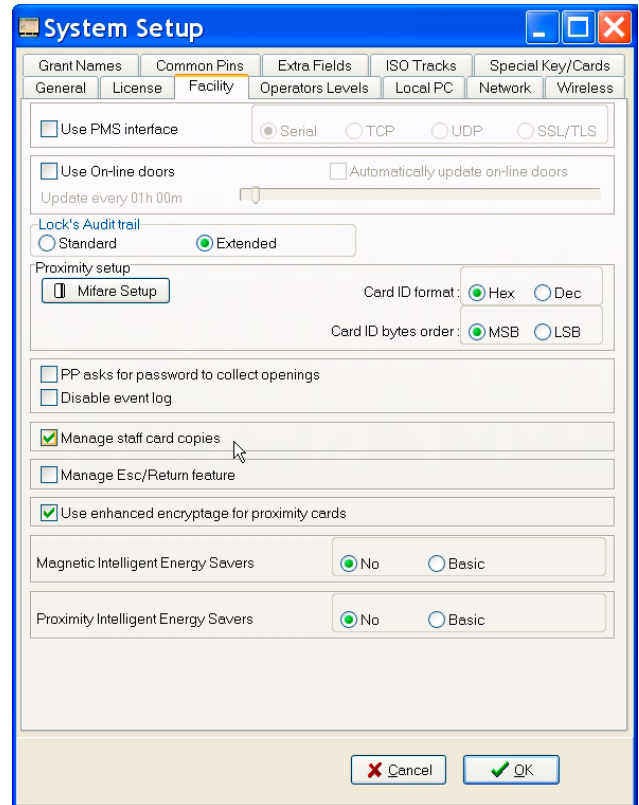 System Setup
Grant Names Common Pins Extra Fields ISO Tracks Special Key/Cards
General License Facility Operators Levels Local PC Network Wireless
Use PMS interface Serial TCP UDP SSL/TLS
Use On-line doors Automatically update on-line doors
Update every 01h 00m
Lock's Audit trail
Standard Extended
Proximity setup
Mifare Setup Card ID format: Hex Dec
Card ID bytes order: MSB LSB
PP asks for password to collect openings
Disable event log
Manage staff card copies
Manage Esc/Return feature
Use enhanced encryptage for proximity cards
Magnetic Intelligent Energy Savers No Basic
Proximity Intelligent Energy Savers No Basic
Cancel OK